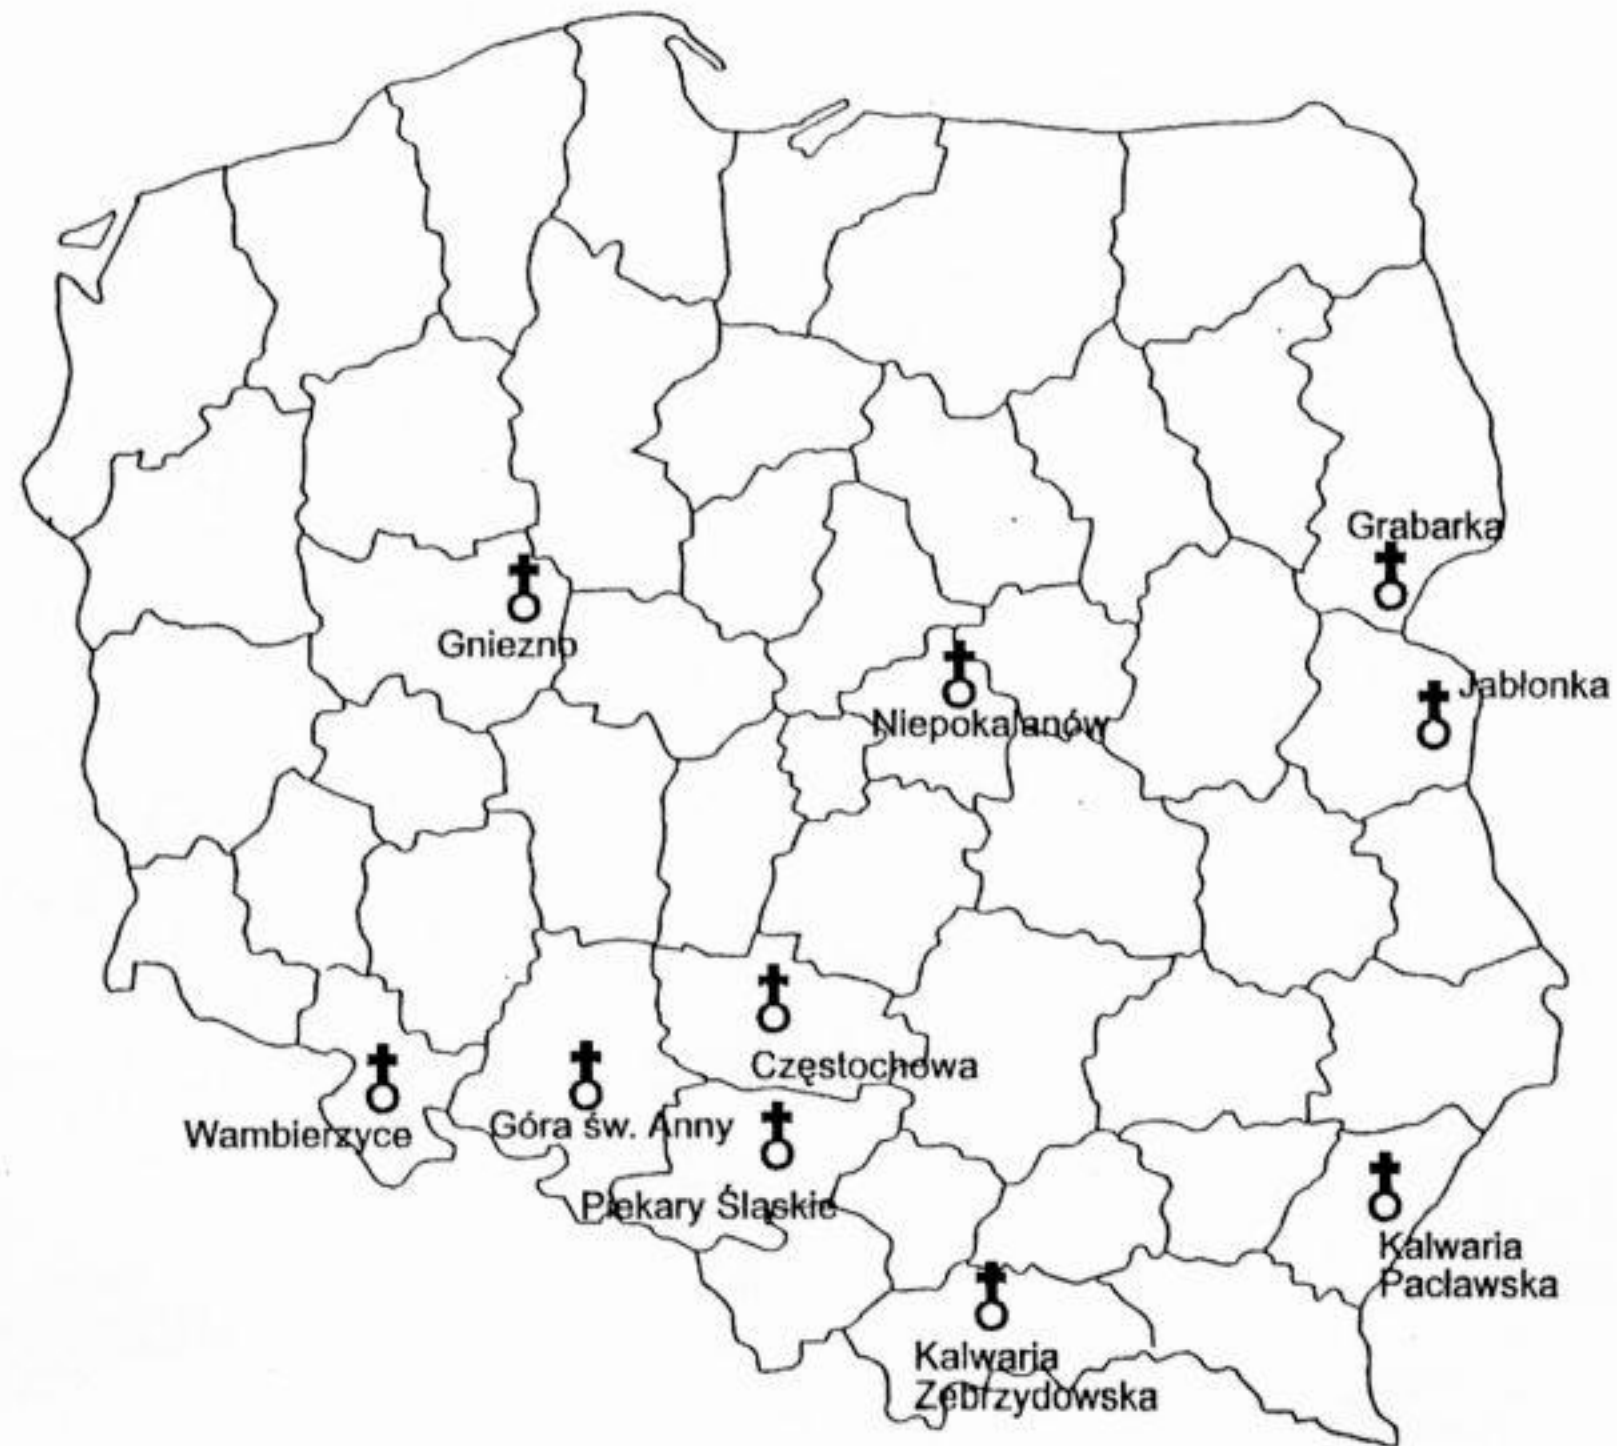 Grabarka
Gniezno
Jabłonka
Niepokalanów
Częstochowa
Wambierzyce
Góra św. Anny
Piekary Śląskie
Kalwaria
Pacławska
Kalwaria
Zebrzydowska